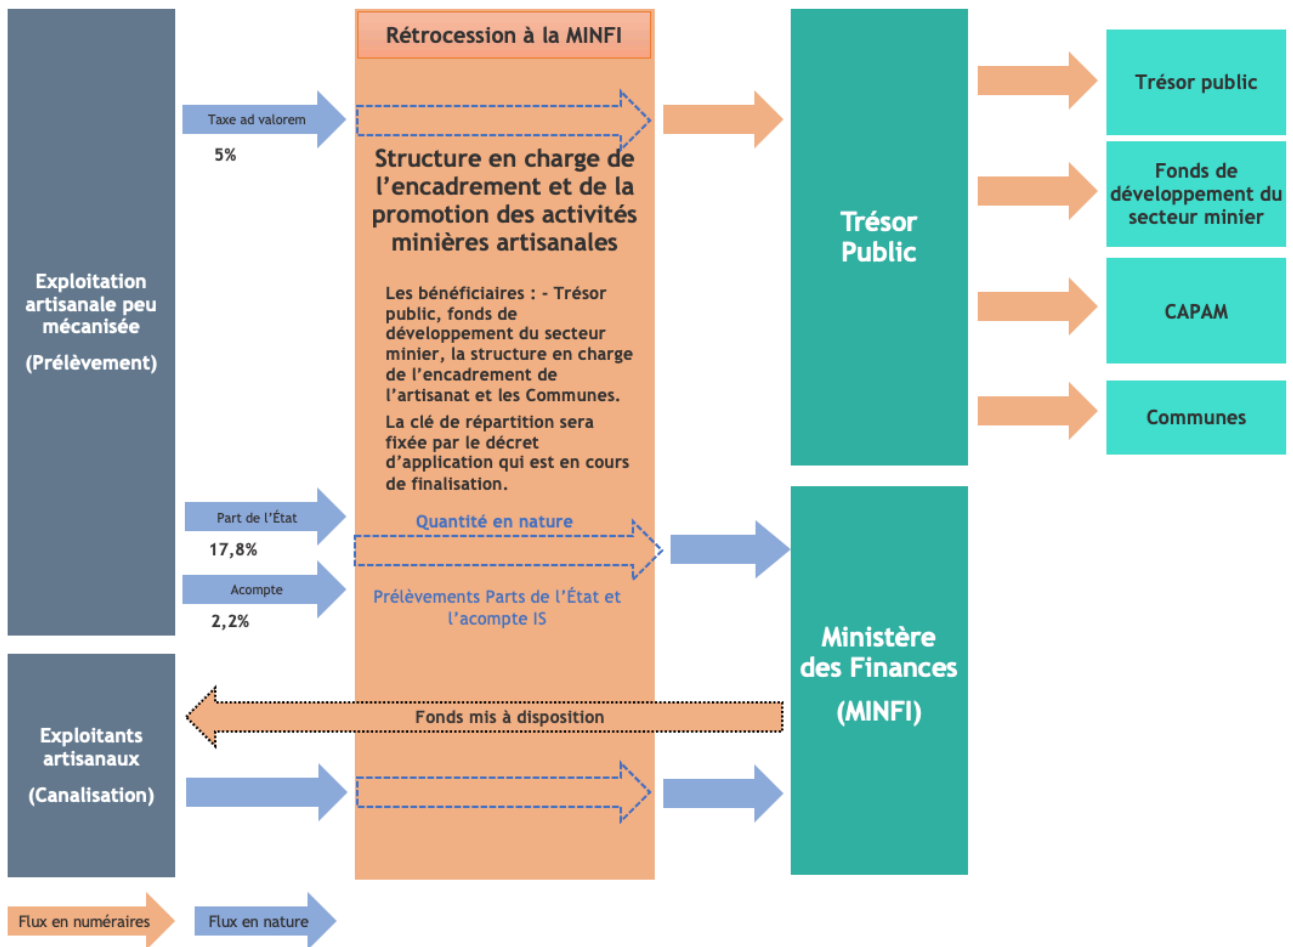 Rétrocession à la MINFI
Taxe ad valorem
5%
Structure en charge de
l’encadrement et de la
promotion des activités
minières artisanales
Les bénéficiaires : - Trésor
public, fonds de
développement du secteur
minier, la structure en charge
de l’encadrement de
l’artisanat et les Communes.
La clé de répartition sera
fixée par le décret
d’application qui est en cours
de finalisation.
Exploitation
artisanale peu
mécanisée
(Prélèvement)
Part de l’État
17,8%
Acompte
2,2%
Quantité en nature
Prélèvements Parts de l’État et
l’acompte IS
Trésor
Public
Trésor public
Fonds de
développement du
secteur minier
CAPAM
Communes
Ministère
des Finances
(MINFI)
Fonds mis à disposition
Exploitants
artisanaux
(Canalisation)
Flux en numéraires
Flux en nature